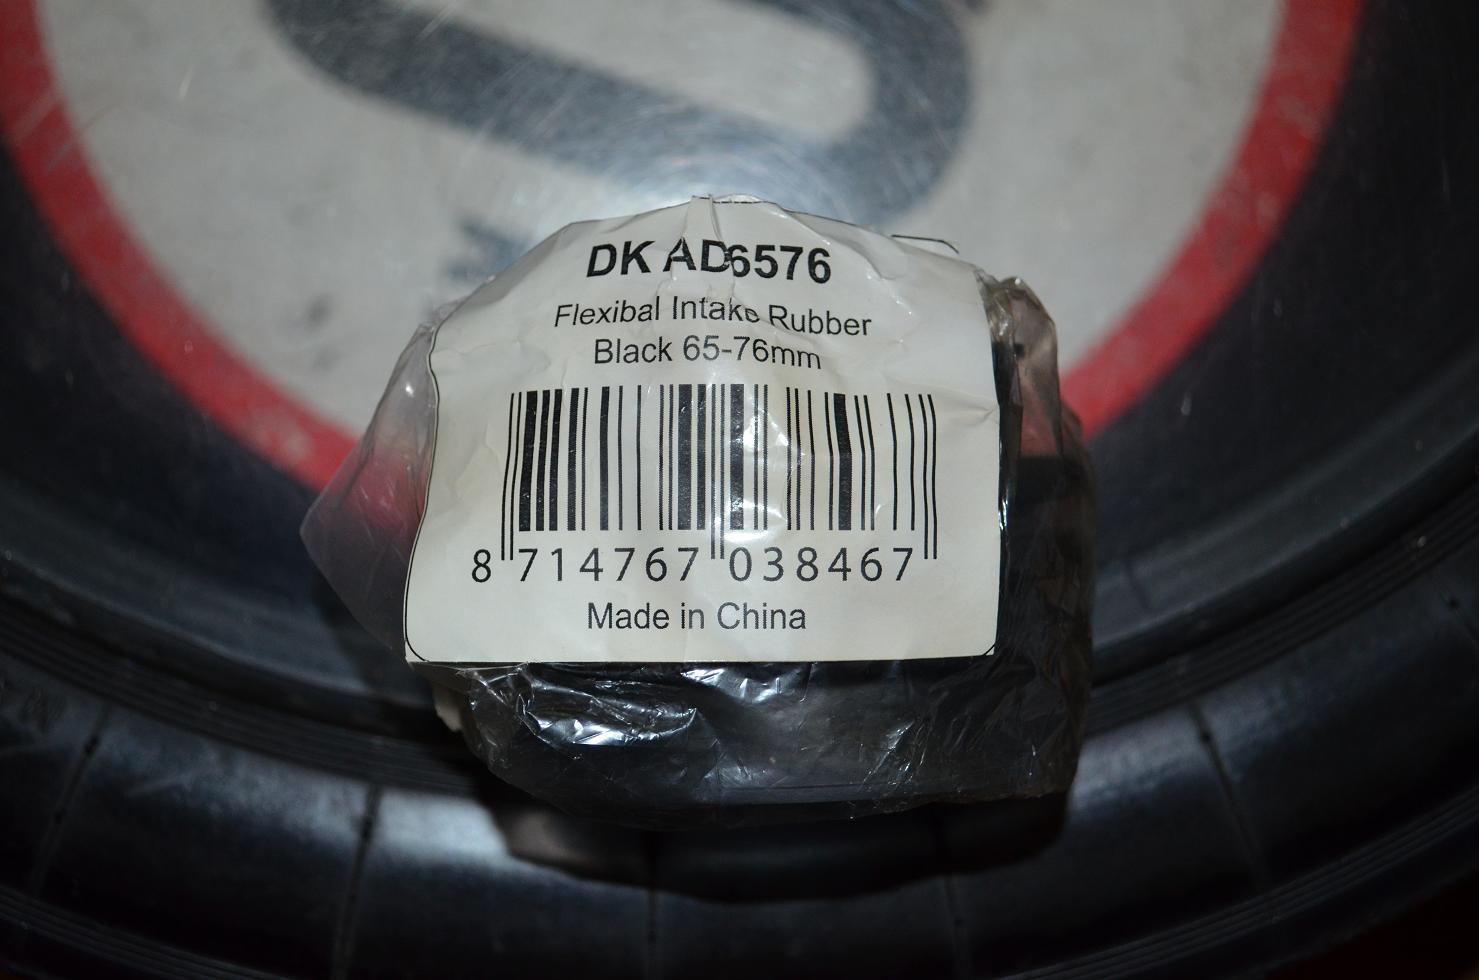 DK AD6576
Flexibal Intake Rubber
Black 65-76mm
8 714767 038467
Made in China